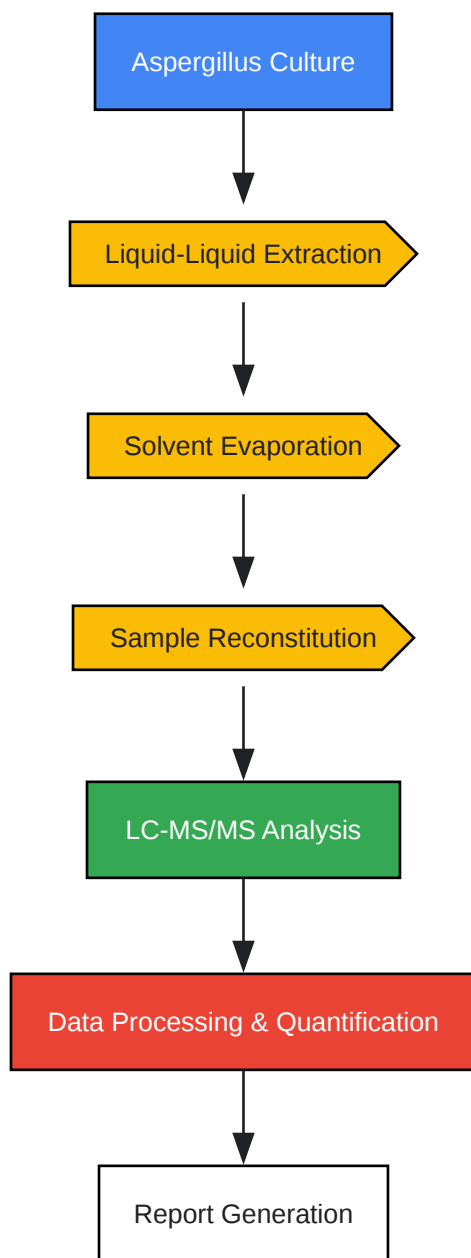 Aspergillus Culture
Liquid-Liquid Extraction
Solvent Evaporation
Sample Reconstitution
LC-MS/MS Analysis
Data Processing & Quantification
Report Generation